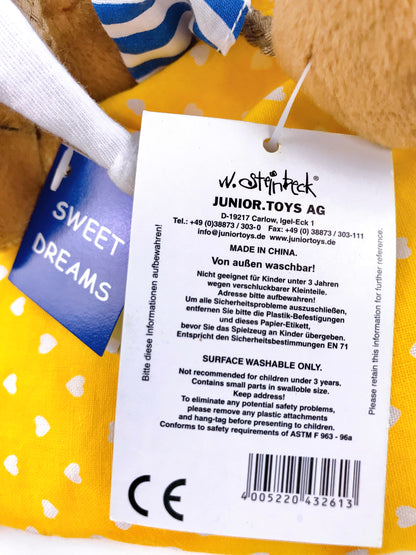 SWEET
DREAMS
w. Steinbeck
JUNIOR.TOYS AG
D-19217 Carlow, Igel-Eck 1
Tel.: +49 (0)38873 / 303-0 Fax: +49 (0) 38873 / 303-111
info@juniortoys.de www.juniortoys.de
MADE IN CHINA.
Von außen waschbar!
Nicht geeignet für Kinder unter 3 Jahren
wegen verschluckbarer Kleinteile.
Adresse bitte aufbewahren!
Um alle Sicherheitsprobleme auszuschließen,
entfernen Sie bitte die Plastik-Befestigungen
und dieses Papier-Etikett,
bevor Sie das Spielzeug an Kinder übergeben.
Entspricht den Sicherheitsbestimmungen EN 71
SURFACE WASHABLE ONLY.
Not recommended for children under 3 years.
Contains small parts in swallable size.
Keep address!
To eliminate any potential safety problems,
please remove any plastic attachments
and hang-tag before presenting to children.
Conforms to safety requirements of ASTM F 963 - 96a
CE
4005220432613
Bitte diese Informationen aufbewahren!
Please retain this information for further reference.